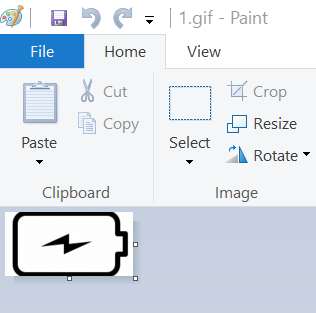 1.gif - Paint
File Home View
Paste
Cut
Copy
Clipboard
Select
Crop
Resize
Rotate
Image